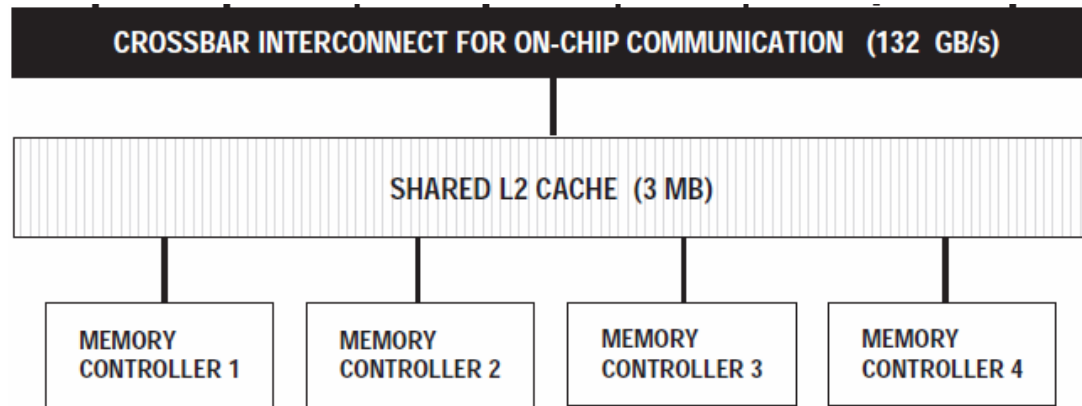 CROSSBAR INTERCONNECT FOR ON-CHIP COMMUNICATION (132 GB/s)
SHARED L2 CACHE (3 MB)
MEMORY
CONTROLLER 1
MEMORY
CONTROLLER 2
MEMORY
CONTROLLER 3
MEMORY
CONTROLLER 4